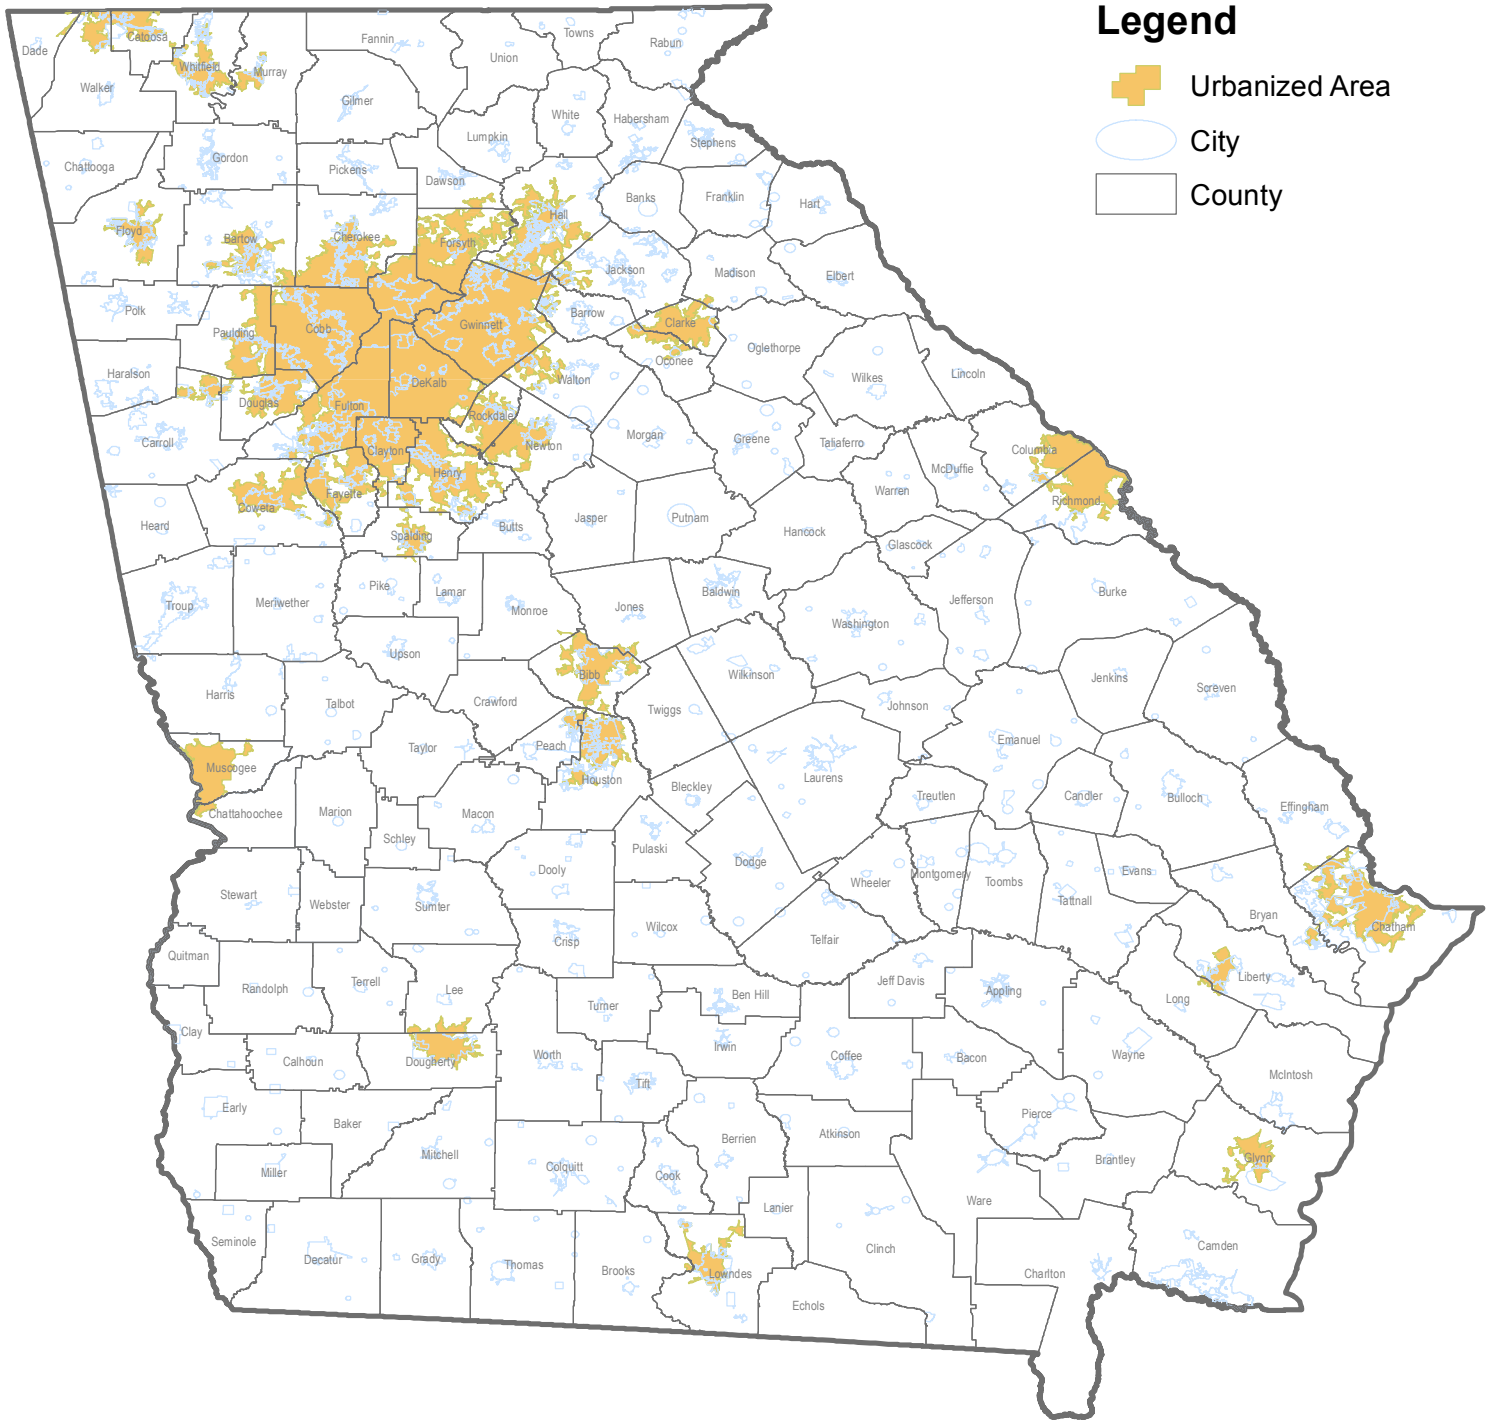 Legend
Urbanized Area
City
County
Dade
Catoosa
Whitfield
Murray
Walker
Fannin
Union
Towns
Rabun
Gilmer
White
Habersham
Lumpkin
Stephens
Chattooga
Gordon
Pickens
Dawson
Banks
Franklin
Hart
Floyd
Bartow
Cherokee
Forsyth
Hall
Jackson
Madison
Elbert
Polk
Paulding
Cobb
Gwinnett
Barrow
Clarke
Oconee
Oglethorpe
Haralson
Douglas
Fulton
DeKalb
Rockdale
Walton
Wilkes
Lincoln
Carroll
Clayton
Henry
Newton
Morgan
Greene
Taliaferro
McDuffie
Columbia
Richmond
Warren
Coweta
Fayette
Heard
Spalding
Butts
Jasper
Putnam
Hancock
Glascock
Troup
Meriwether
Pike
Lamar
Monroe
Jones
Baldwin
Washington
Jefferson
Burke
Upson
Bibb
Wilkinson
Jenkins
Screven
Harris
Talbot
Crawford
Twiggs
Johnson
Emanuel
Taylor
Peach
Houston
Muscogee
Chattahoochee
Marion
Macon
Schley
Bleckley
Laurens
Treutlen
Candler
Bulloch
Effingham
Pulaski
Dodge
Dooly
Wheeler
Montgomery
Toombs
Tattnall
Evans
Bryan
Chatham
Stewart
Webster
Sumter
Crisp
Wilcox
Telfair
Quitman
Randolph
Terrell
Lee
Turner
Ben Hill
Jeff Davis
Appling
Long
Liberty
Clay
Calhoun
Dougherty
Worth
Irwin
Tift
Coffee
Bacon
Wayne
McIntosh
Early
Baker
Mitchell
Miller
Colquitt
Cook
Berrien
Atkinson
Pierce
Brantley
Glynn
Seminole
Decatur
Grady
Thomas
Brooks
Lowndes
Lanier
Clinch
Ware
Echols
Charlton
Camden